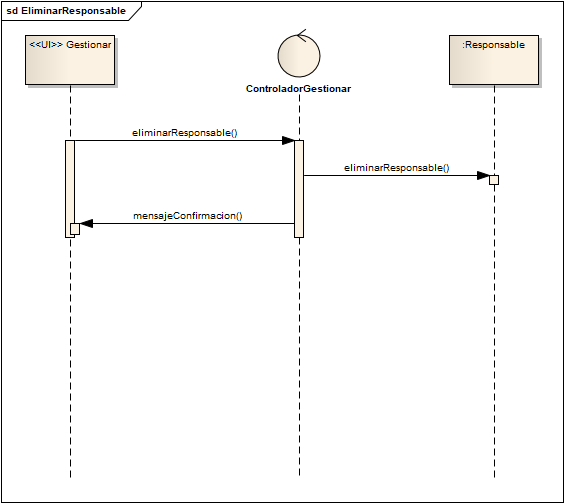 sd EliminarResponsable
<<UI>> Gestionar
:Responsable
ControladorGestionar
eliminarResponsable()
eliminarResponsable()
mensajeConfirmacion()